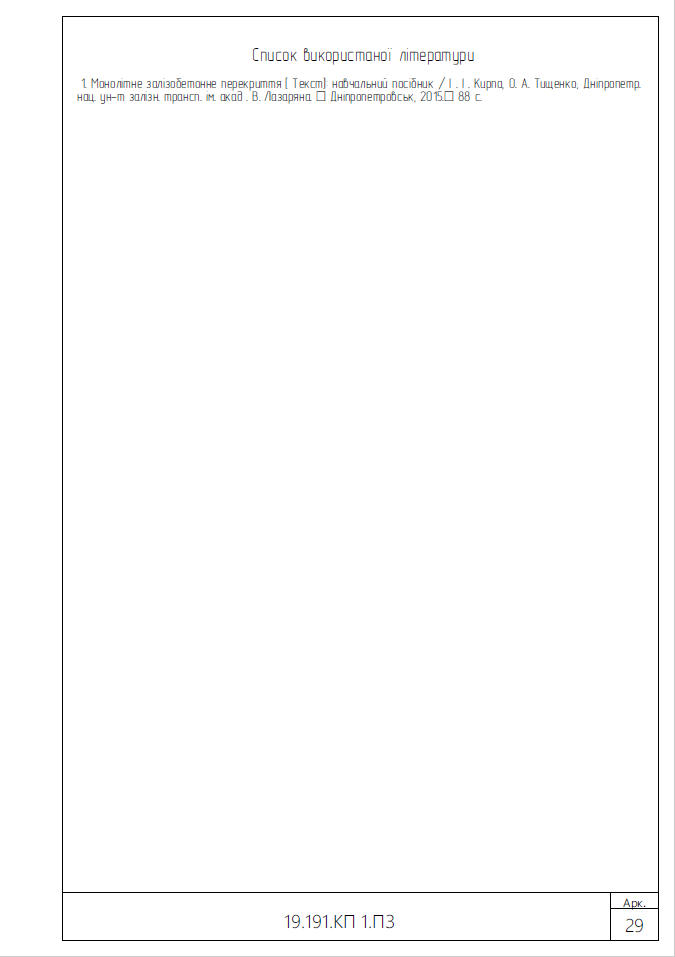 Список використаної літератури
1. Монолітне залізобетонне перекриття [ Текст]: навчальний посібник / І . І . Кирпа, О. А. Тищенко, Дніпропетр.
нац. ун-т залізн. трансп. ім. акад . В. Лазаряна. □ Дніпропетровськ, 2015.□ 88 с.
Арк.
19.191.КП 1.ПЗ
29